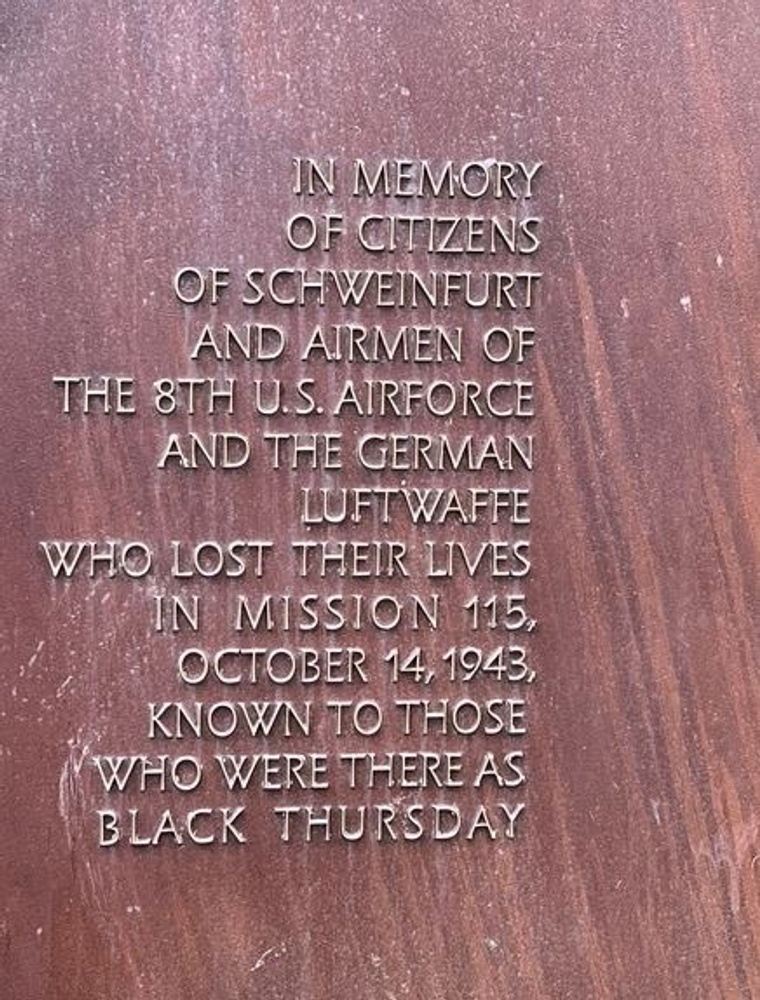 IN MEMORY
OF CITIZENS
OF SCHWEINFURT
AND AIRMEN OF
THE 8TH U.S. AIRFORCE
AND THE GERMAN
LUFTWAFFE
WHO LOST THEIR LIVES
IN MISSION 115,
OCTOBER 14, 1943,
KNOWN TO THOSE
WHO WERE THERE AS
BLACK THURSDAY